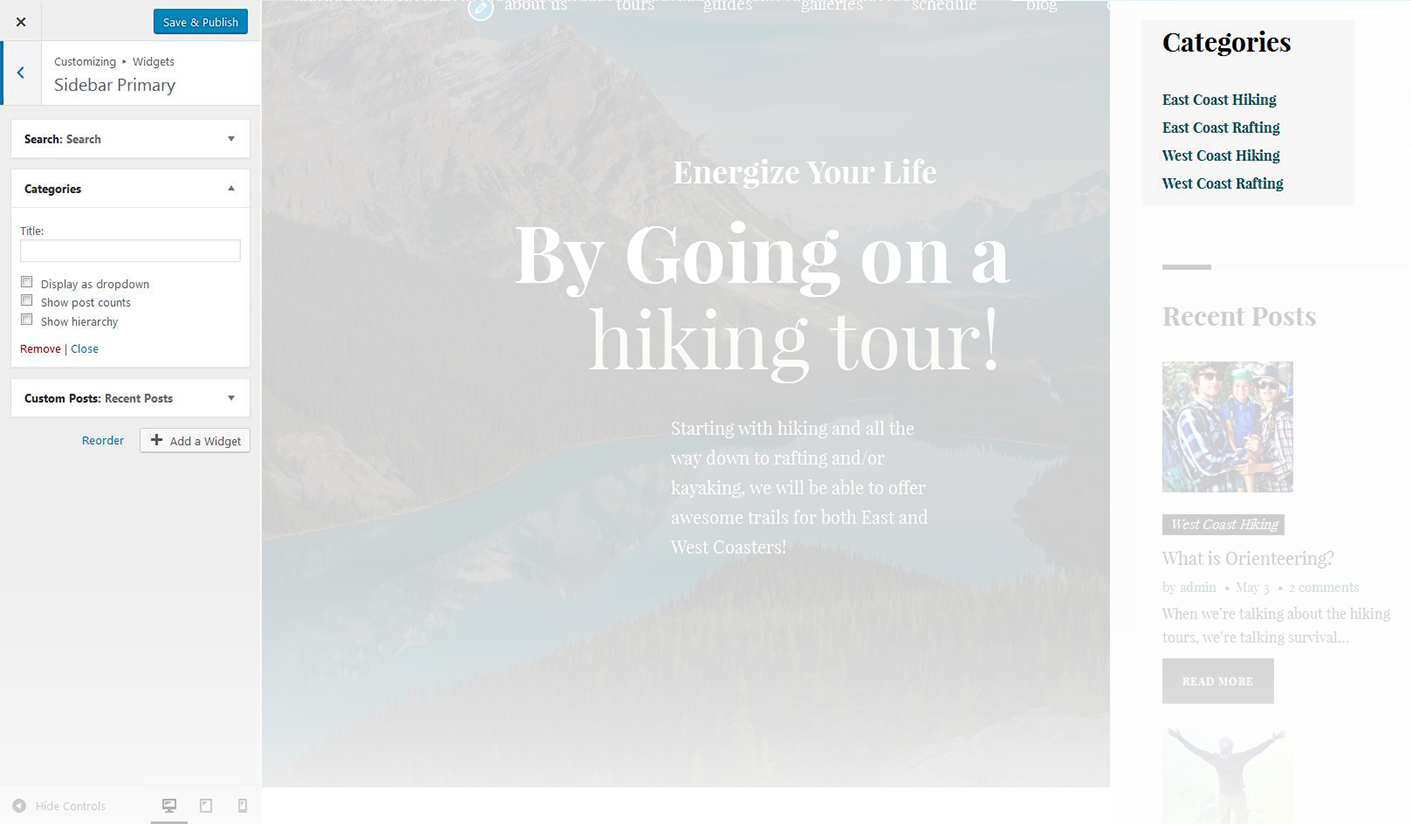 Save & Publish
Customizing ▸ Widgets
Sidebar Primary
Search: Search
Categories
Title:
Display as dropdown
Show post counts
Show hierarchy
Remove | Close
Custom Posts: Recent Posts
Reorder
Add a Widget
Hide Controls
about us tours guides galleries schedule blog
Energize Your Life
By Going on a
hiking tour!
Starting with hiking and all the
way down to rafting and/or
kayaking, we will be able to offer
awesome trails for both East and
West Coasters!
Categories
East Coast Hiking
East Coast Rafting
West Coast Hiking
West Coast Rafting
Recent Posts
West Coast Hiking
What is Orienteering?
by admin • May 3 • 2 comments
When we're talking about the hiking
tours, we're talking survival...
READ MORE